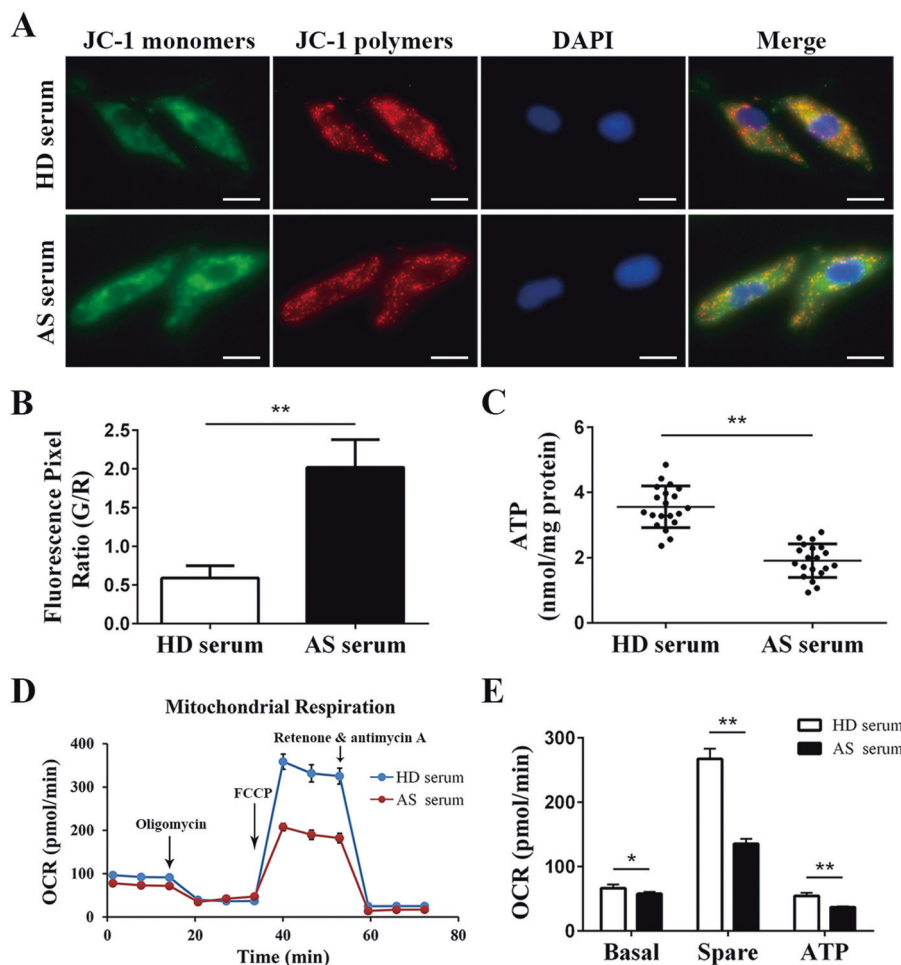 A
JC-1 monomers JC-1 polymers DAPI Merge
HD serum
AS serum
B
**
Fluorescence Pixel
Ratio (G/R)
2.5
2.0
1.5
1.0
0.5
0.0
HD serum AS serum
C
**
ATP
(nmol/mg protein)
6
4
2
0
HD serum AS serum
D
Mitochondrial Respiration
Retenone & antimycin A
HD serum
AS serum
FCCP
Oligomycin
OCR (pmol/min)
400
300
200
100
0
0 20 40 60 80
Time (min)
E
HD serum
AS serum
OCR (pmol/min)
300
200
100
0
* ** **
Basal Spare ATP